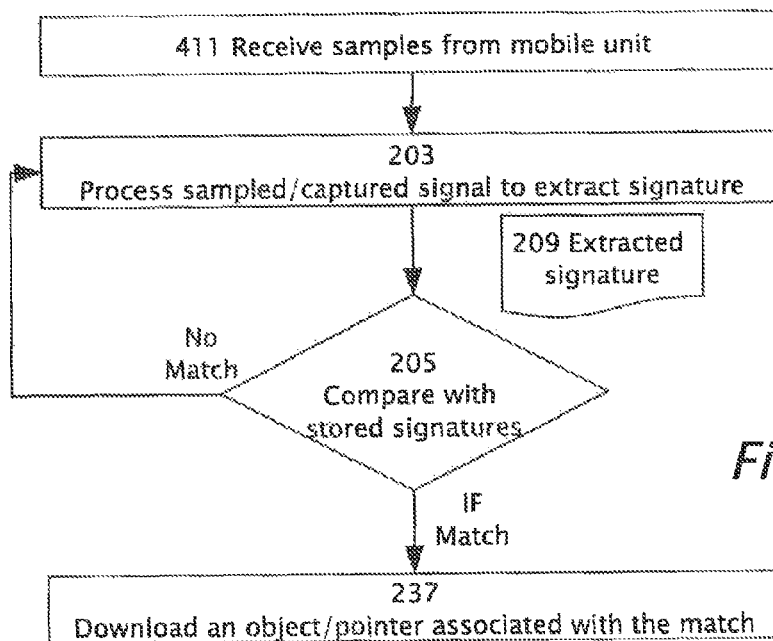 411 Receive samples from mobile unit
203
Process sampled/captured signal to extract signature
209 Extracted
signature
No
Match
205
Compare with
stored signatures
Fi
IF
Match
237
Download an object/pointer associated with the match